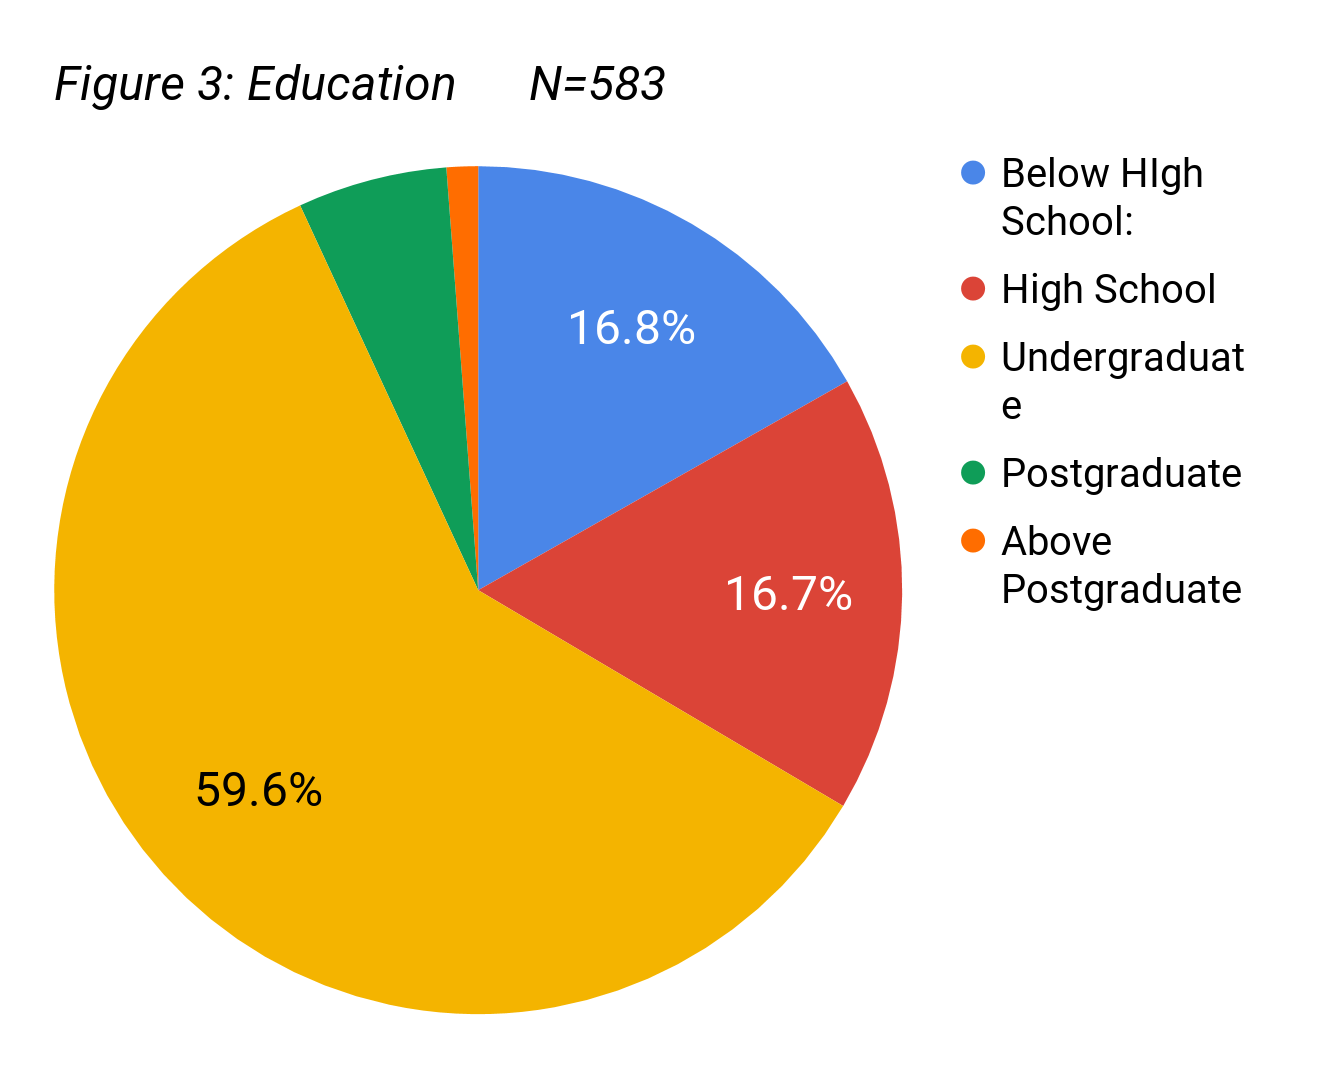 Figure 3: Education N=583
Below HIgh
School:
High School
Undergraduat
e
Postgraduate
Above
Postgraduate
16.8%
16.7%
59.6%